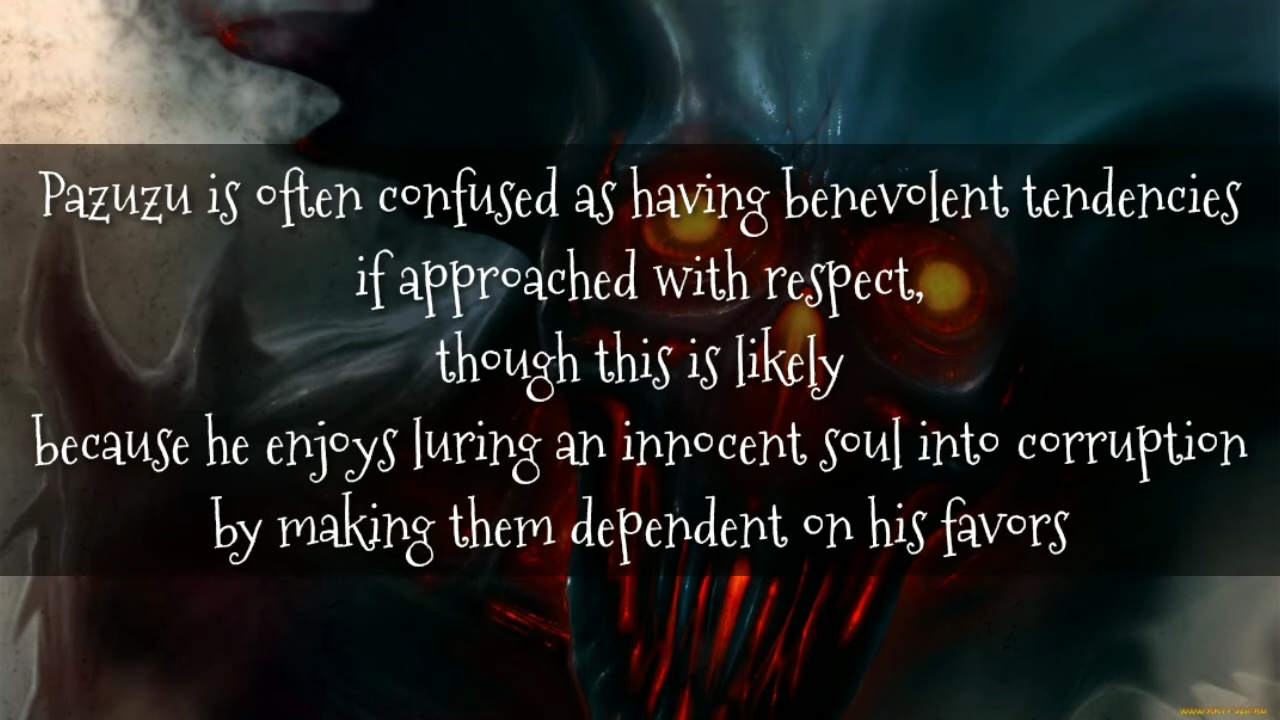 Pazuzu is often confused as having benevolent tendencies
if approached with respect,
though this is likely
because he enjoys luring an innocent soul into corruption
by making them dependent on his favors